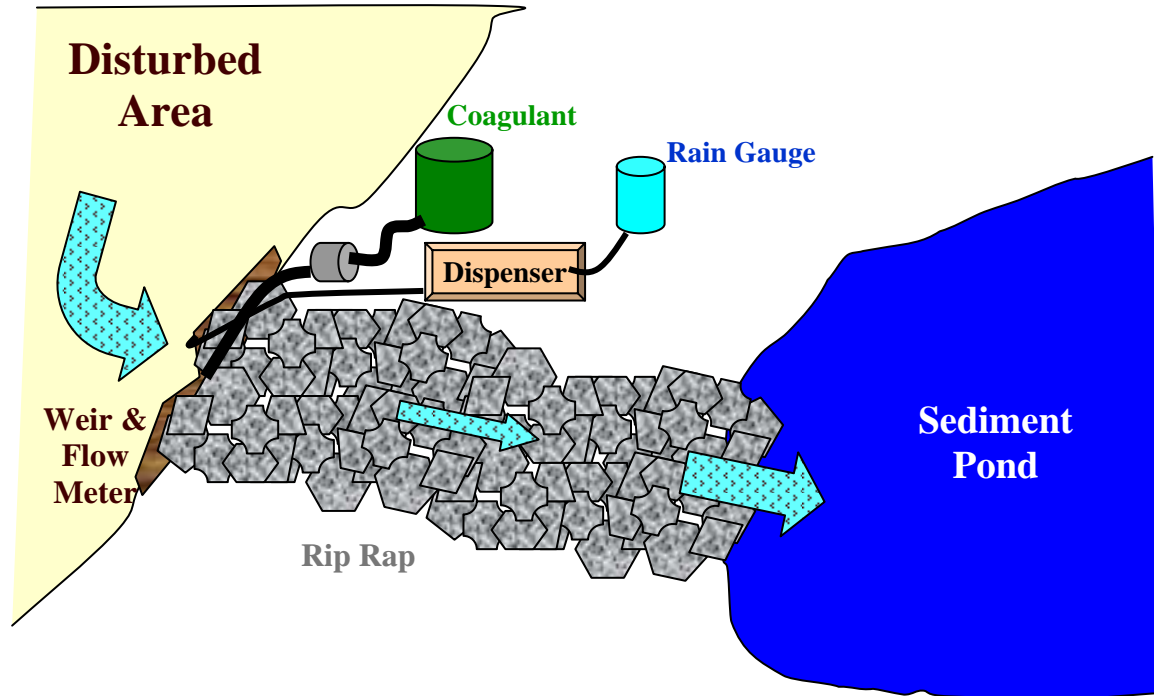 Disturbed
Area
Coagulant
Rain Gauge
Dispenser
Weir &
Flow
Meter
Sediment
Pond
Rip Rap